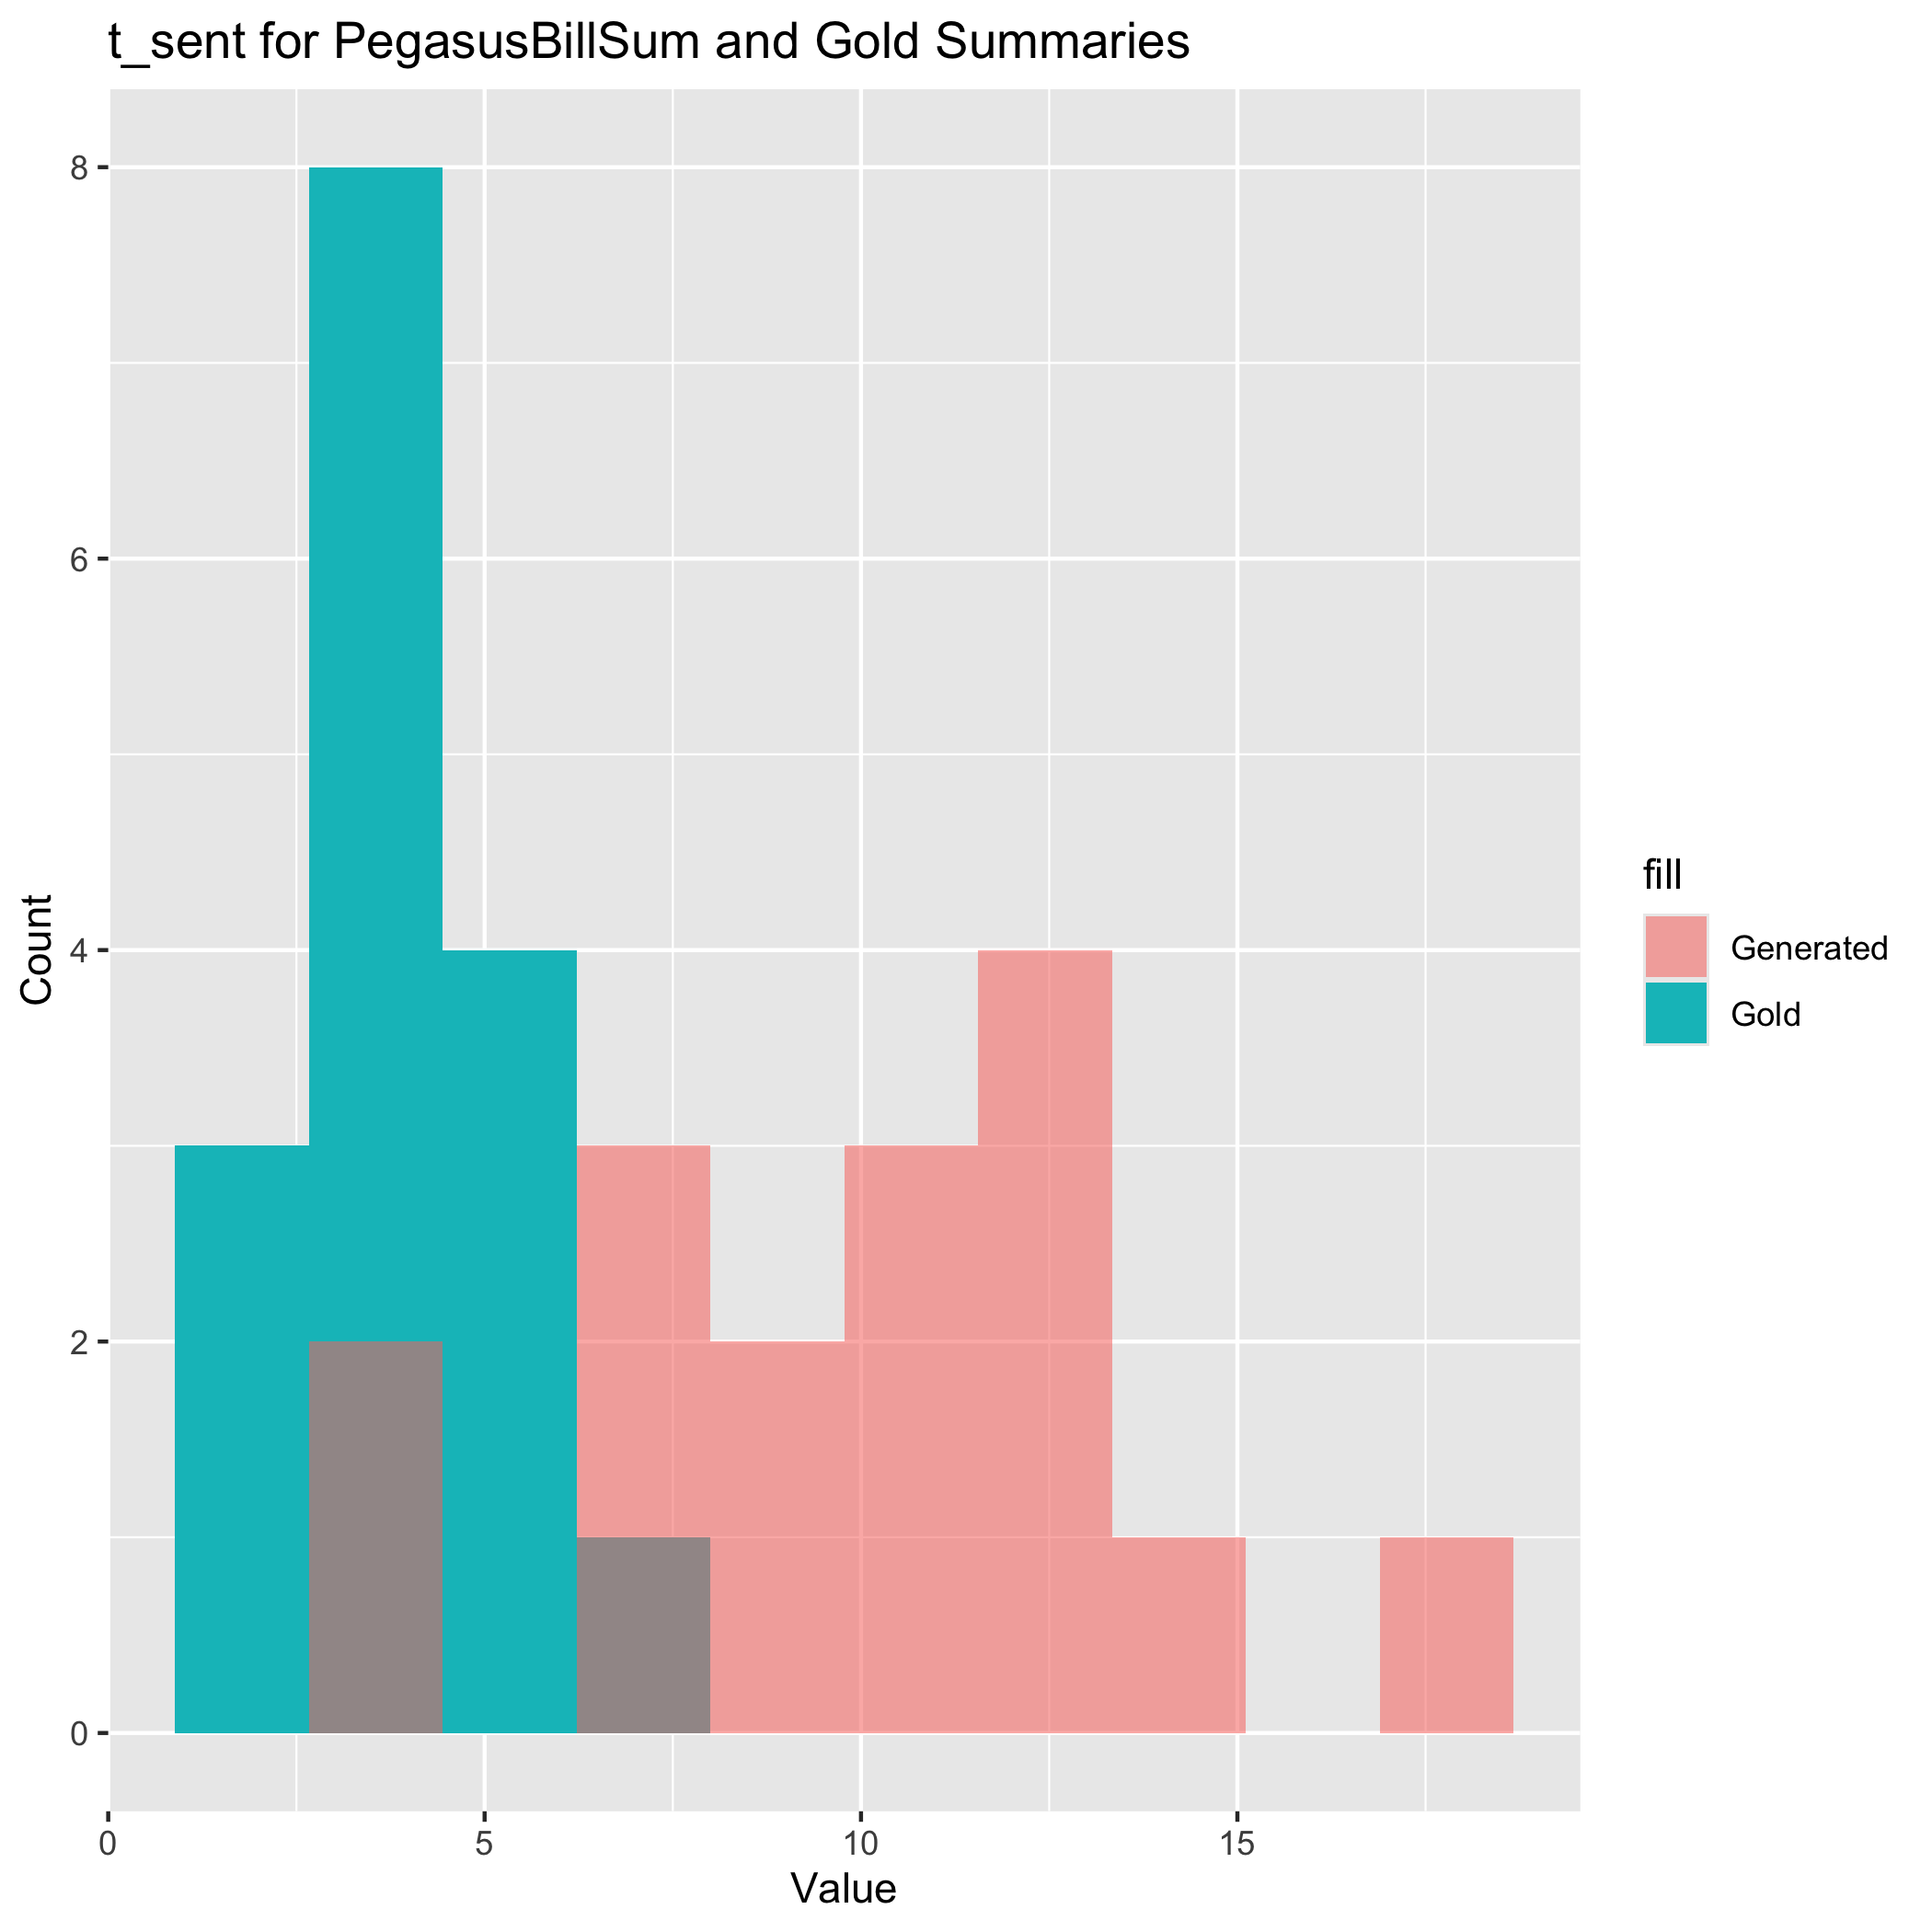 t_sent for PegasusBillSum and Gold Summaries
8
6
4
2
0
Count
0 5 10 15
Value
fill
Generated
Gold